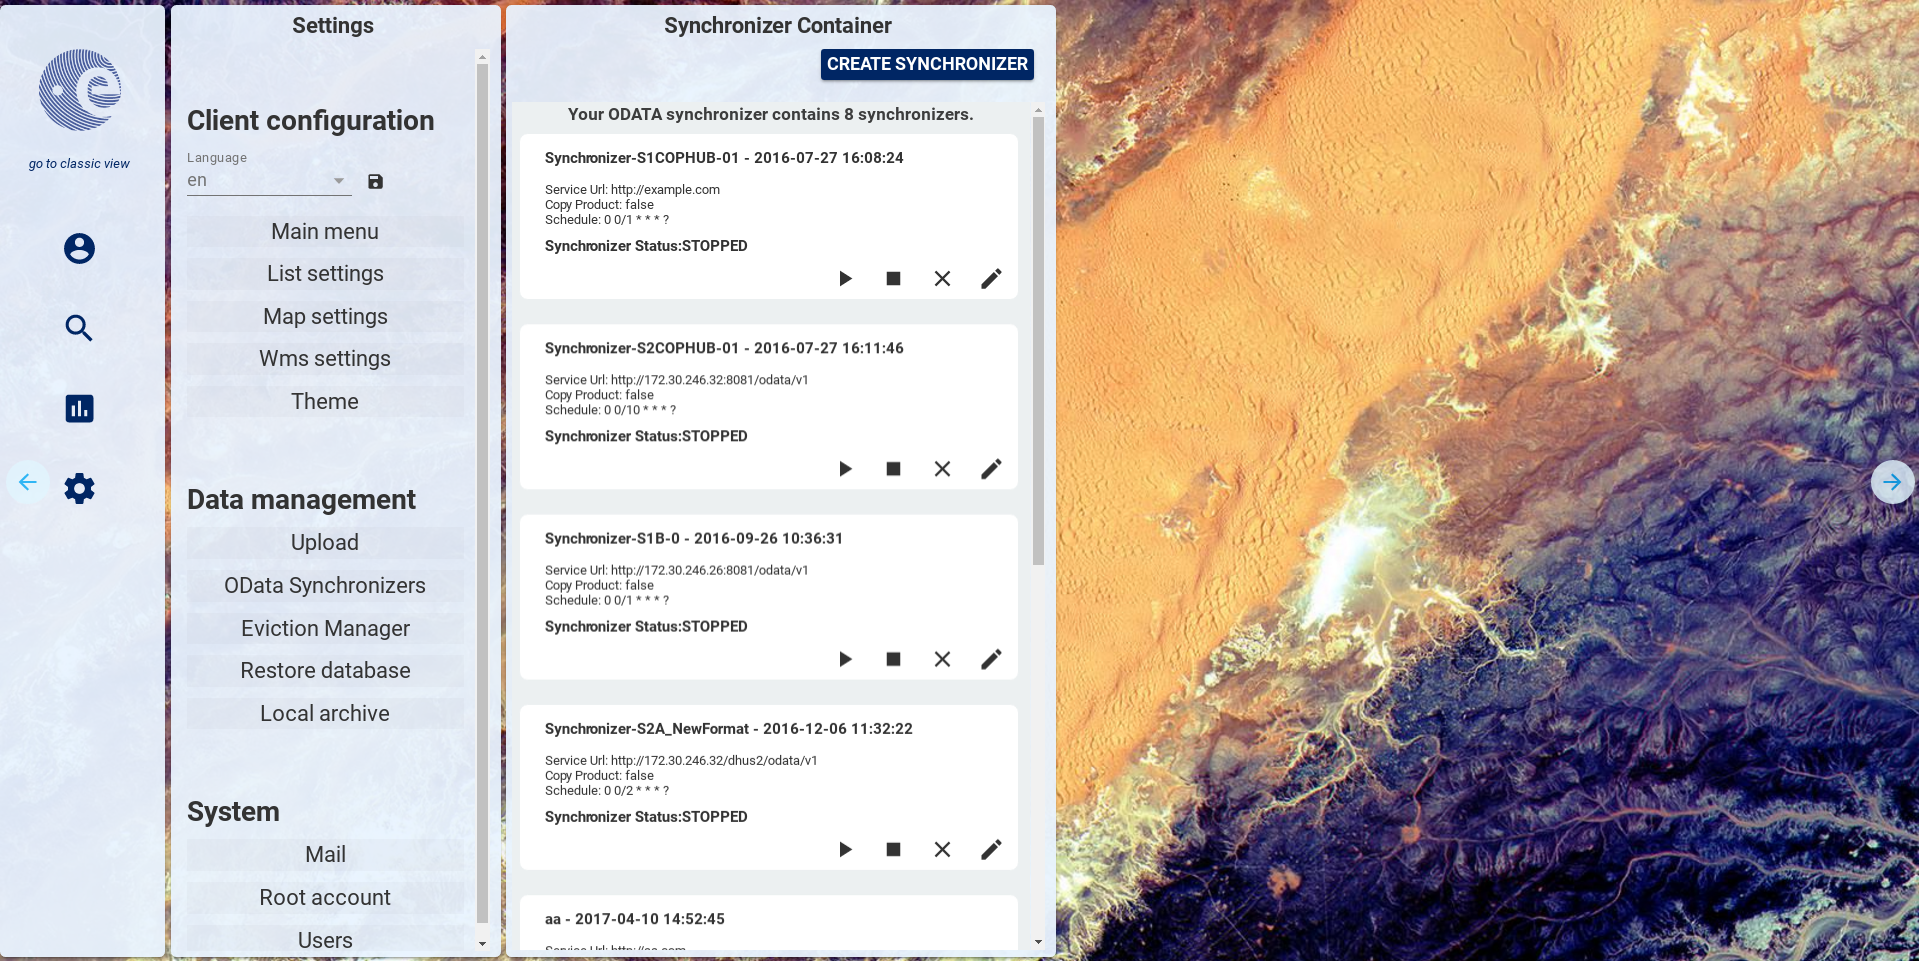 go to classic view
Settings
Client configuration
Language
en
Main menu
List settings
Map settings
Wms settings
Theme
Data management
Upload
OData Synchronizers
Eviction Manager
Restore database
Local archive
System
Mail
Root account
Users
Synchronizer Container
CREATE SYNCHRONIZER
Your ODATA synchronizer contains 8 synchronizers.
Synchronizer-S1COPHUB-01 - 2016-07-27 16:08:24
Service Url: http://example.com
Copy Product: false
Schedule: 0 0/1 * * * ?
Synchronizer Status:STOPPED
Synchronizer-S2COPHUB-01 - 2016-07-27 16:11:46
Service Url: http://172.30.246.32:8081/odata/v1
Copy Product: false
Schedule: 0 0/10 * * * ?
Synchronizer Status:STOPPED
Synchronizer-S1B-0 - 2016-09-26 10:36:31
Service Url: http://172.30.246.26:8081/odata/v1
Copy Product: false
Schedule: 0 0/1 * * * ?
Synchronizer Status:STOPPED
Synchronizer-S2A_NewFormat - 2016-12-06 11:32:22
Service Url: http://172.30.246.32/dhus2/odata/v1
Copy Product: false
Schedule: 0 0/2 * * * ?
Synchronizer Status:STOPPED
aa - 2017-04-10 14:52:45
Service Url: http://aa.com